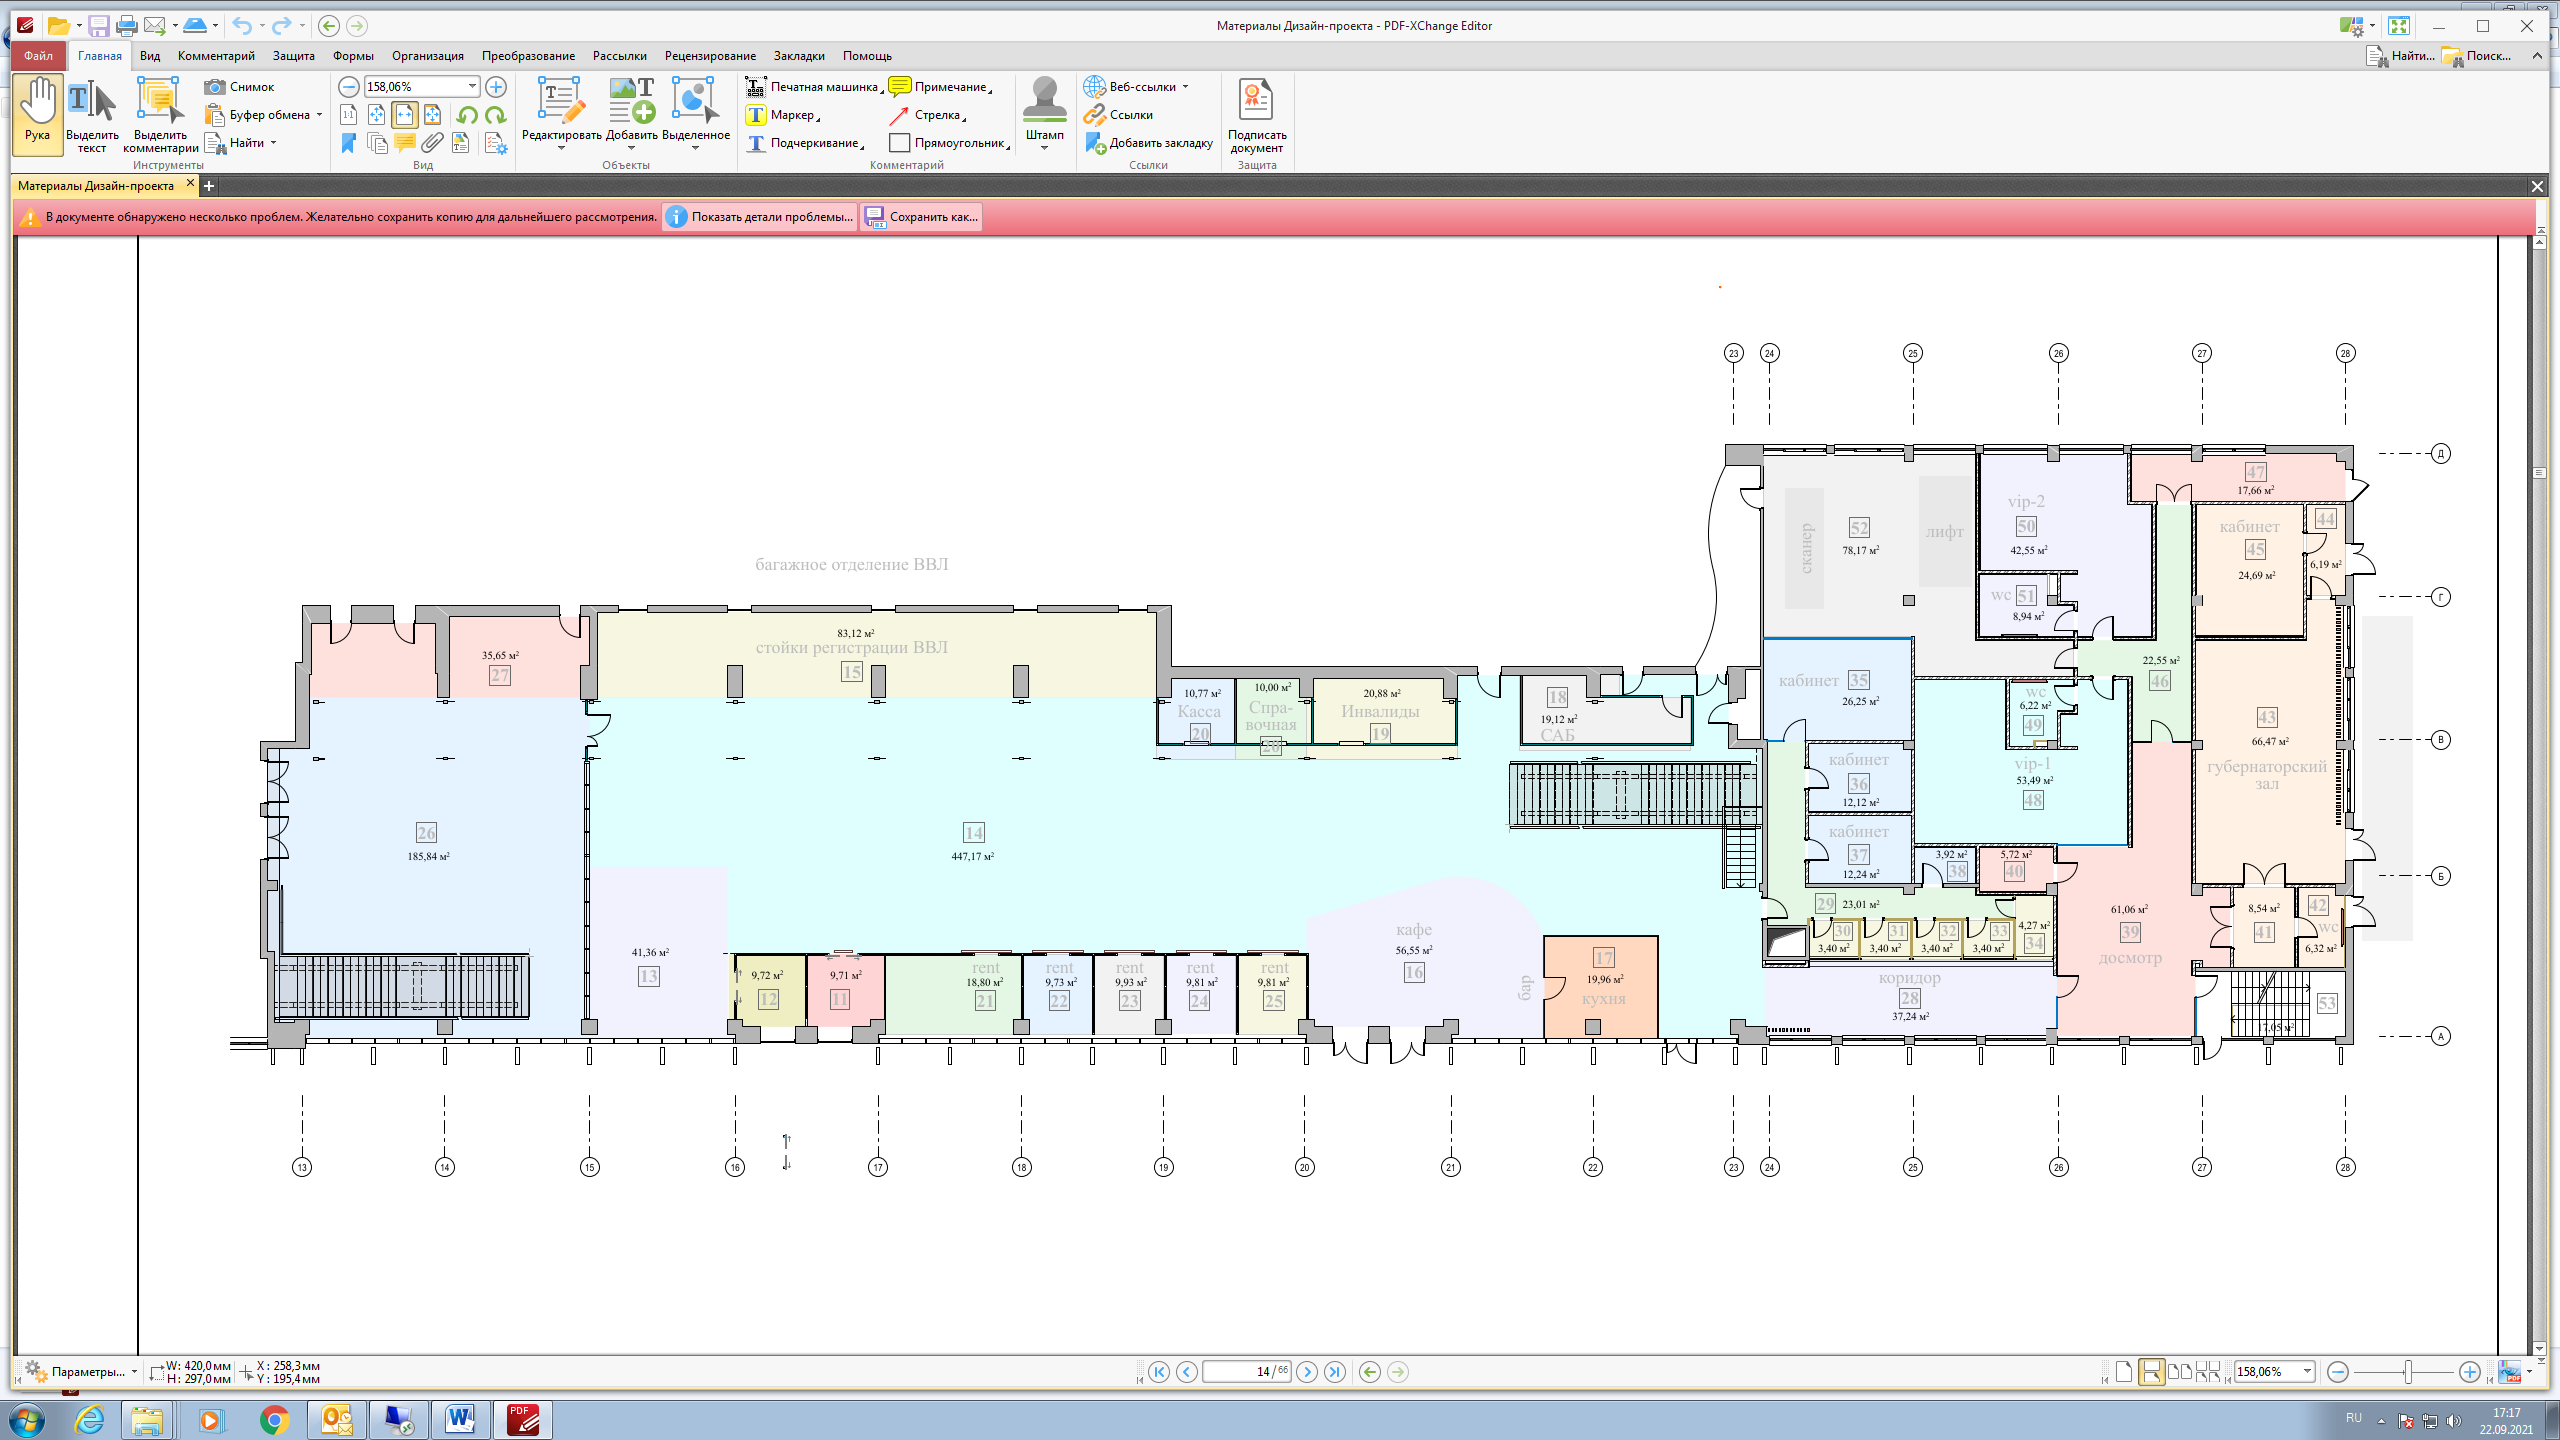 Материалы Дизайн-проекта - PDF-XChange Editor
Файл
Главная
Вид
Комментарий
Защита
Формы
Организация
Преобразование
Рассылки
Рецензирование
Закладки
Помощь
Найти...
Поиск...
Рука
Выделить текст
Выделить комментарии
Снимок
Буфер обмена
Найти
Инструменты
158,06%
1:1
Вид
Редактировать
Добавить
Выделенное
Объекты
Печатная машинка
Маркер
Подчеркивание
Примечание
Стрелка
Прямоугольник
Комментарий
Штамп
Веб-ссылки
Ссылки
Добавить закладку
Ссылки
Подписать документ
Защита
Материалы Дизайн-проекта
В документе обнаружено несколько проблем. Желательно сохранить копию для дальнейшего рассмотрения.
Показать детали проблемы...
Сохранить как...
23 24 25 26 27 28
Д
Г
В
Б
А
47
17,66 м²
vip-2
50
42,55 м²
52
78,17 м²
сканер
лифт
кабинет
45
24,69 м²
44
6,19 м²
wc 51
8,94 м²
багажное отделение ВВЛ
83,12 м²
стойки регистрации ВВЛ
15
35,65 м²
27
10,77 м²
Касса
20
10,00 м²
Спра-
вочная
20
20,88 м²
Инвалиды
19
18
19,12 м²
САБ
кабинет 35
26,25 м²
wc
6,22 м²
49
22,55 м²
46
43
66,47 м²
губернаторский
зал
кабинет
36
12,12 м²
vip-1
53,49 м²
48
кабинет
37
12,24 м²
3,92 м²
38
5,72 м²
40
26
185,84 м²
14
447,17 м²
29 23,01 м²
30
3,40 м²
31
3,40 м²
32
3,40 м²
33
3,40 м²
4,27 м²
34
61,06 м²
39
досмотр
8,54 м²
41
42
wc
6,32 м²
41,36 м²
13
9,72 м²
12
9,71 м²
11
rent
18,80 м²
21
rent
9,73 м²
22
rent
9,93 м²
23
rent
9,81 м²
24
rent
9,81 м²
25
кафе
56,55 м²
16
бар
17
19,96 м²
кухня
коридор
28
37,24 м²
53
17,05 м²
13 14 15 16 17 18 19 20 21 22 23 24 25 26 27 28
Параметры...
W: 420,0 мм
H: 297,0 мм
X : 258,3 мм
Y : 195,4 мм
14 / 66
158,06%
PDF
RU
17:17
22.09.2021